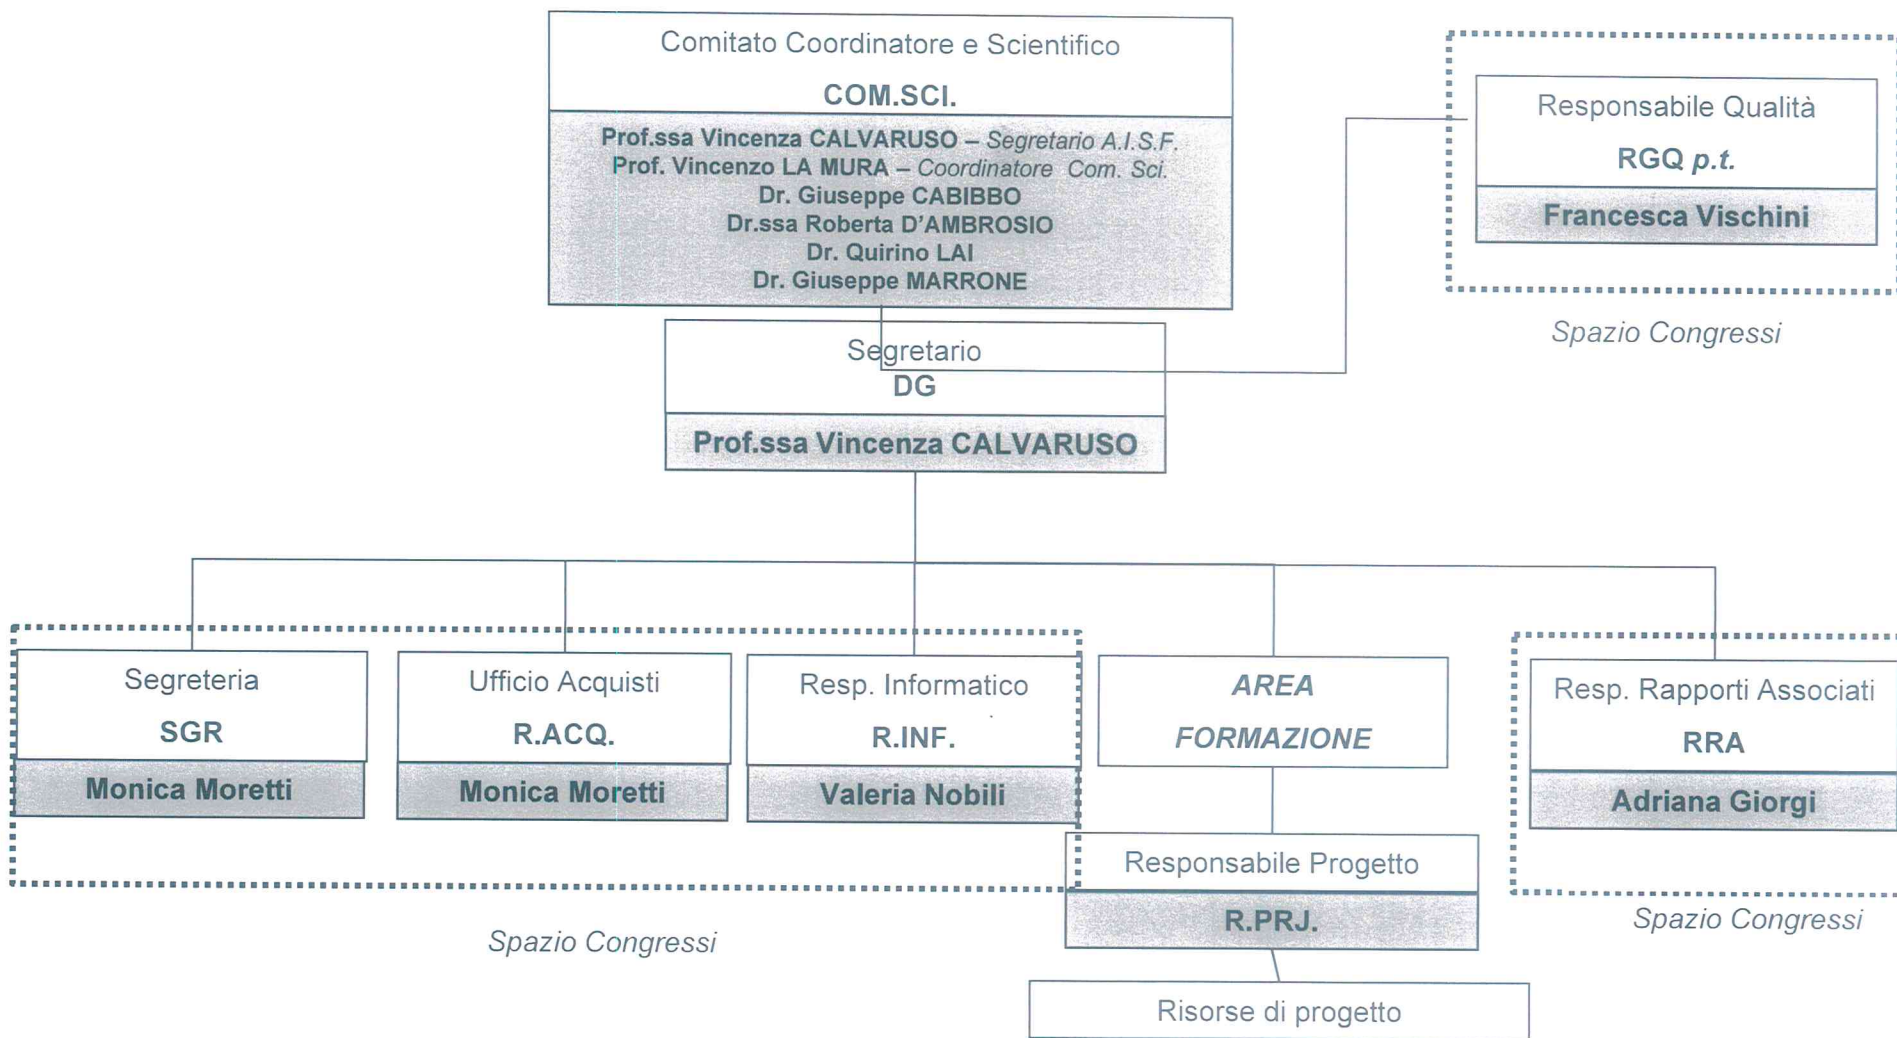 Comitato Coordinatore e Scientifico
COM.SCI.
Prof.ssa Vincenza CALVARUSO – Segretario A.I.S.F.
Prof. Vincenzo LA MURA – Coordinatore Com. Sci.
Dr. Giuseppe CABIBBO
Dr.ssa Roberta D'AMBROSIO
Dr. Quirino LAI
Dr. Giuseppe MARRONE
Responsabile Qualità
RGQ p.t.
Francesca Vischini
Spazio Congressi
Segretario
DG
Prof.ssa Vincenza CALVARUSO
Segreteria
SGR
Monica Moretti
Ufficio Acquisti
R.ACQ.
Monica Moretti
Resp. Informatico
R.INF.
Valeria Nobili
AREA
FORMAZIONE
Resp. Rapporti Associati
RRA
Adriana Giorgi
Responsabile Progetto
R.PRJ.
Spazio Congressi
Spazio Congressi
Risorse di progetto